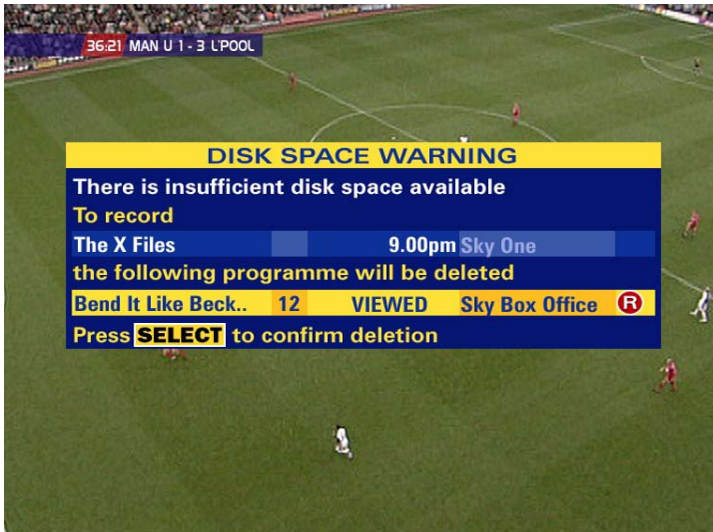 36:21 MAN U 1 - 3 L'POOL
DISK SPACE WARNING
There is insufficient disk space available
To record
The X Files 9.00pm Sky One
the following programme will be deleted
Bend It Like Beck.. 12 VIEWED Sky Box Office R
Press SELECT to confirm deletion